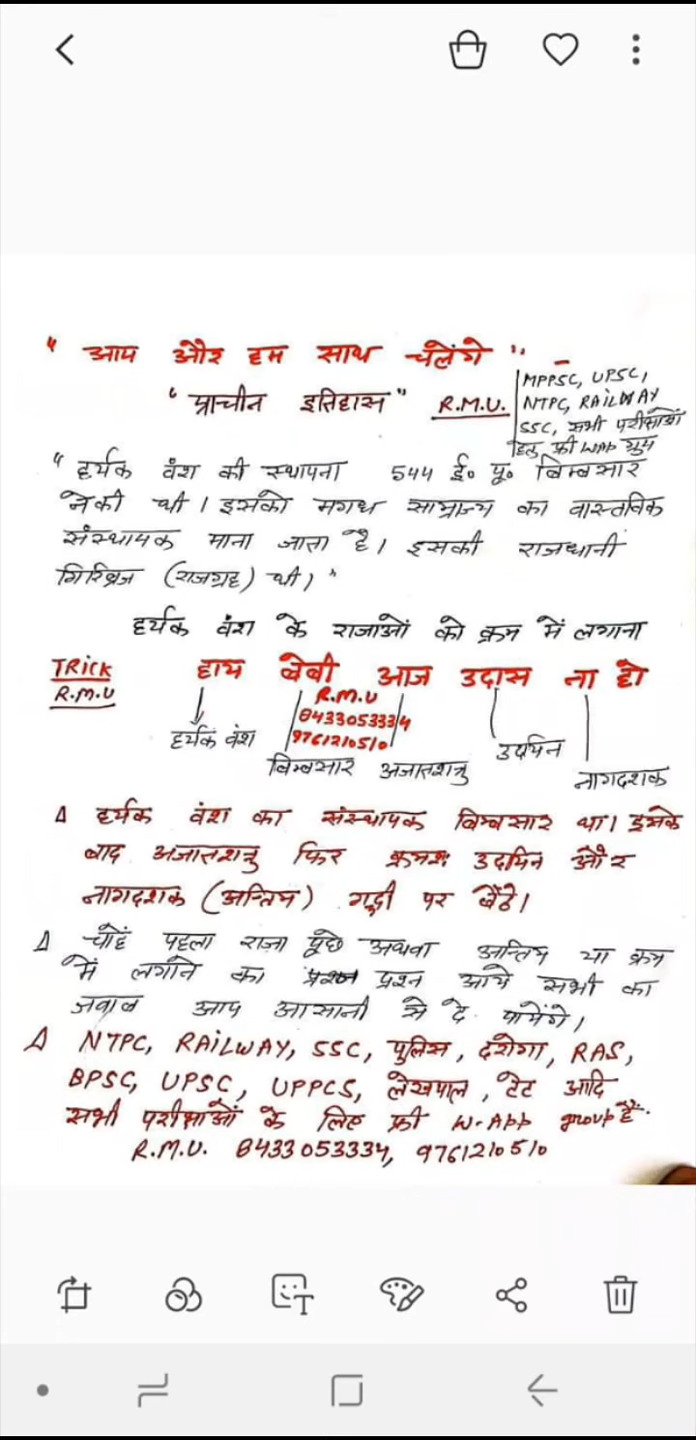 " आप और हम साथ चलेंगे "
" प्राचीन इतिहास " R.M.U.
MPPSC, UPSC,
NTPC, RAILWAY
SSC, सभी परीक्षाओं
हेतु फ्री WAPP ग्रुप
" हर्यक वंश की स्थापना 544 ई० पू० बिम्बसार
ने की थी। इसको मगध साम्राज्य का वास्तविक
संस्थापक माना जाता है। इसकी राजधानी
गिरिब्रज (राजग्रह) थी। "
हर्यक वंश के राजाओं को क्रम में लगाना
TRICK हाय बेबी आज उदास ना हो
R.M.U
R.M.U
8433053334
9761210510
हर्यक वंश बिम्बसार अजातशत्रु उदयिन नागदशक
Δ हर्यक वंश का संस्थापक बिम्बसार था। इसके
बाद अजातशत्रु फिर क्रमशः उदयिन और
नागदशक (अन्तिम) गद्दी पर बैठे।
Δ चाहें पहला राजा पूछे अथवा अन्तिम या क्रम
में लगाने का प्रश्न आये सभी का
जवाब आप आसानी से दे पायेंगे।
Δ NTPC, RAILWAY, SSC, पुलिस, दरोगा, RAS,
BPSC, UPSC, UPPCS, लेखपाल, टेट आदि
सभी परीक्षाओं के लिए फ्री W.App group है.
R.M.U. 8433053334, 9761210510